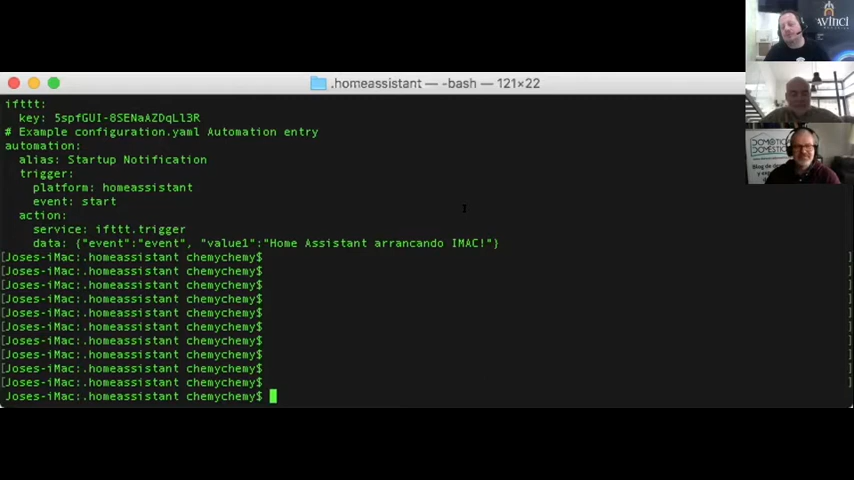 .homeassistant — -bash — 121×22
ifttt:
key: 5spfGUI-8SENaAZDqLl3R
# Example configuration.yaml Automation entry
automation:
alias: Startup Notification
trigger:
platform: homeassistant
event: start
action:
service: ifttt.trigger
data: {"event":"event", "value1":"Home Assistant arrancando IMAC!"}
[Joses-iMac:.homeassistant chemychemy$ ]
[Joses-iMac:.homeassistant chemychemy$ ]
[Joses-iMac:.homeassistant chemychemy$ ]
[Joses-iMac:.homeassistant chemychemy$ ]
[Joses-iMac:.homeassistant chemychemy$ ]
[Joses-iMac:.homeassistant chemychemy$ ]
[Joses-iMac:.homeassistant chemychemy$ ]
[Joses-iMac:.homeassistant chemychemy$ ]
[Joses-iMac:.homeassistant chemychemy$ ]
[Joses-iMac:.homeassistant chemychemy$ ]
Joses-iMac:.homeassistant chemychemy$